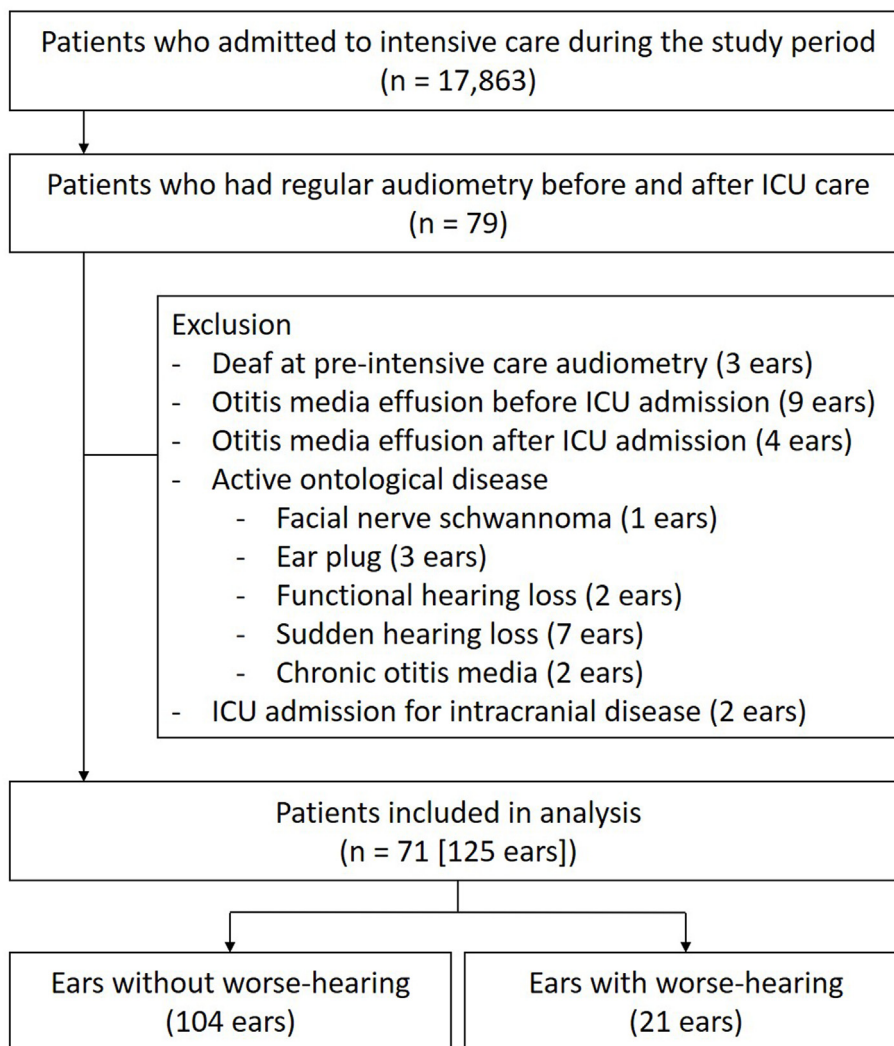 Patients who admitted to intensive care during the study period
(n = 17,863)
Patients who had regular audiometry before and after ICU care
(n = 79)
Exclusion
- Deaf at pre-intensive care audiometry (3 ears)
- Otitis media effusion before ICU admission (9 ears)
- Otitis media effusion after ICU admission (4 ears)
- Active ontological disease
- Facial nerve schwannoma (1 ears)
- Ear plug (3 ears)
- Functional hearing loss (2 ears)
- Sudden hearing loss (7 ears)
- Chronic otitis media (2 ears)
- ICU admission for intracranial disease (2 ears)
Patients included in analysis
(n = 71 [125 ears])
Ears without worse-hearing
(104 ears)
Ears with worse-hearing
(21 ears)